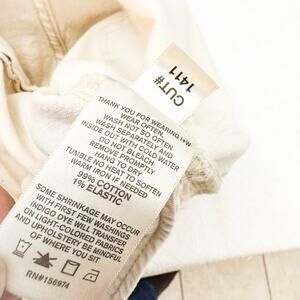 CUT#
1411
THANK YOU FOR WEARING
WEAR OFTEN,
WASH NOT SO OFTEN
WASH SEPARATELY AND
INSIDE OUT WITH COLD WATER
DO NOT BLEACH
REMOVE PROMPTLY
HANG TO DRY
TUMBLE NO HEAT TO SOFTEN
WARM IRON IF NEEDED
99% COTTON
1% ELASTIC
SOME SHRINKAGE MAY OCCUR
WITH FIRST FEW WASHINGS
INDIGO DYE WILL TRANSFER
ON LIGHT-COLORED FABRICS
AND UPHOLSTERY BE MINDFUL
OF WHERE YOU SIT
RN#156974